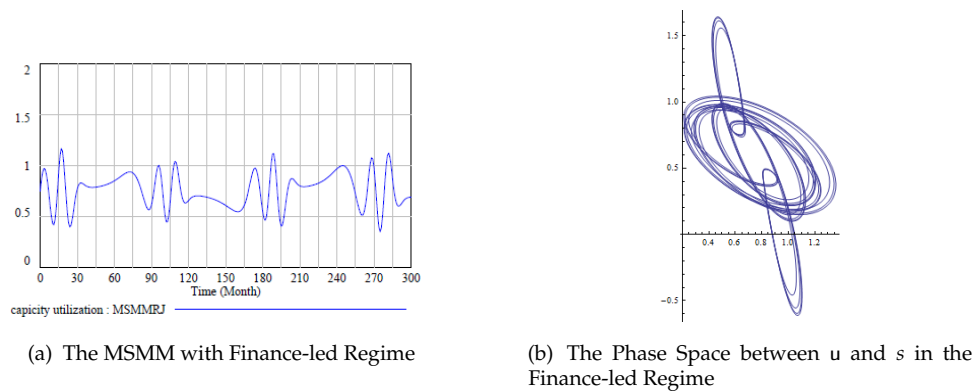 2
1.5
1
0.5
0
0 30 60 90 120 150 180 210 240 270 300
Time (Month)
capicity utilization : MSMMRJ
(a) The MSMM with Finance-led Regime
1.5
1.0
0.5
0.4 0.6 0.8 1.0 1.2
-0.5
(b) The Phase Space between u and s in the
Finance-led Regime